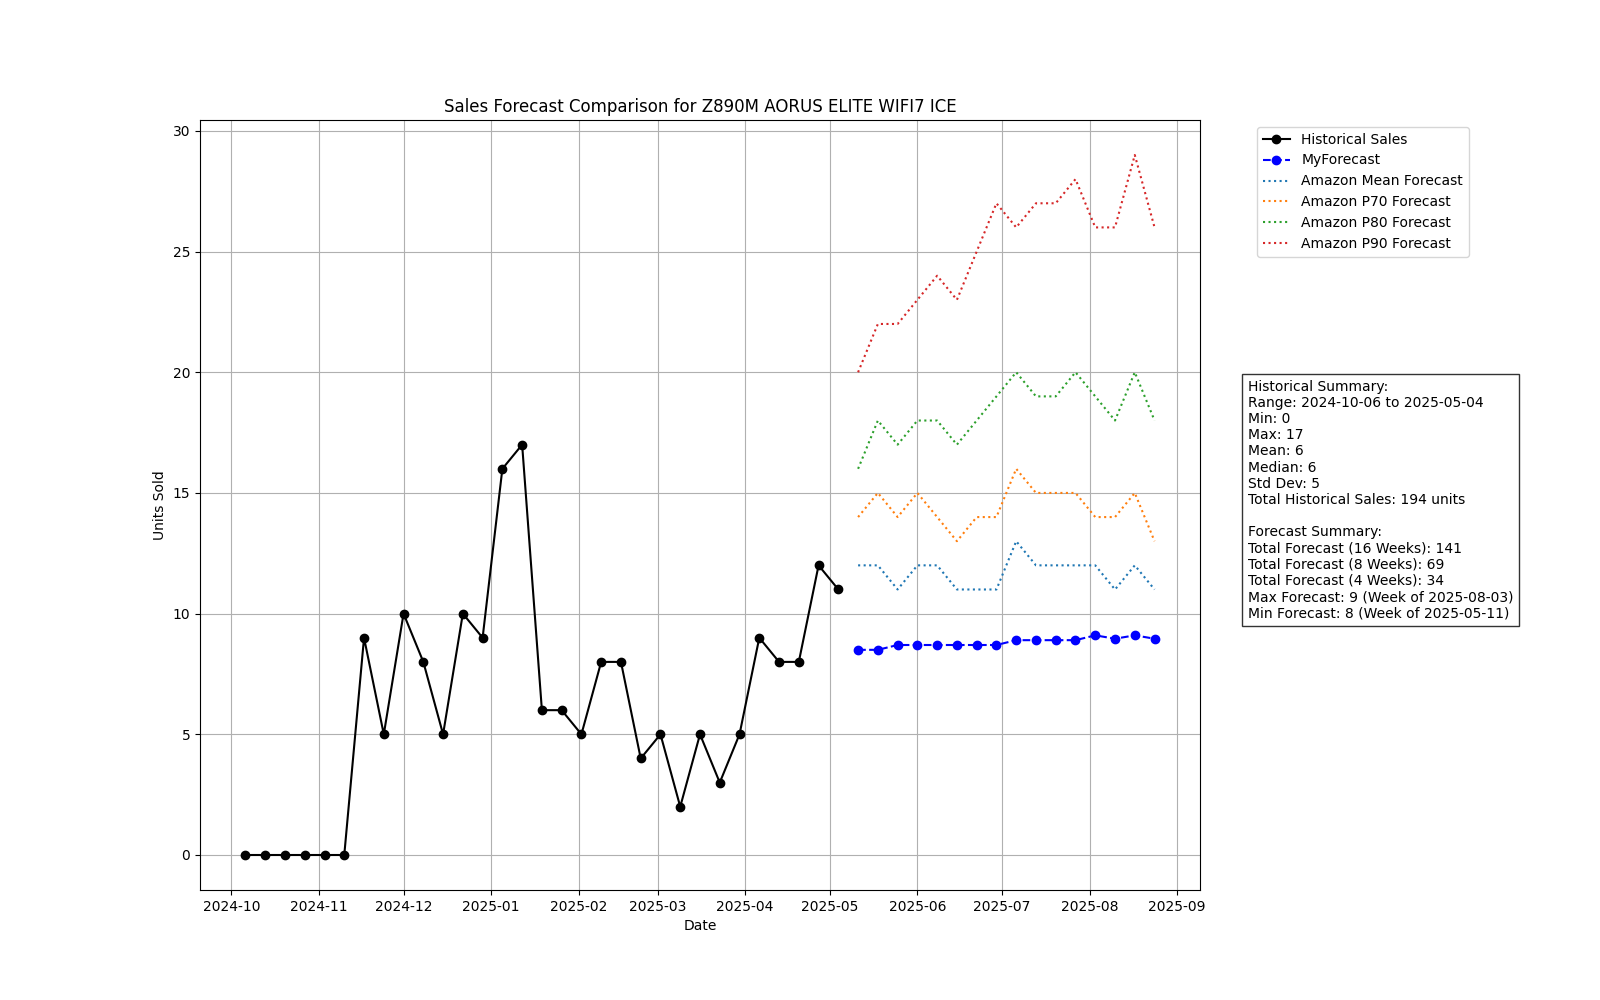 Sales Forecast Comparison for Z890M AORUS ELITE WIFI7 ICE
Units Sold
30
25
20
15
10
5
0
2024-10
2024-11
2024-12
2025-01
2025-02
2025-03
2025-04
2025-05
2025-06
2025-07
2025-08
2025-09
Date
Historical Sales
MyForecast
Amazon Mean Forecast
Amazon P70 Forecast
Amazon P80 Forecast
Amazon P90 Forecast
Historical Summary:
Range: 2024-10-06 to 2025-05-04
Min: 0
Max: 17
Mean: 6
Median: 6
Std Dev: 5
Total Historical Sales: 194 units
Forecast Summary:
Total Forecast (16 Weeks): 141
Total Forecast (8 Weeks): 69
Total Forecast (4 Weeks): 34
Max Forecast: 9 (Week of 2025-08-03)
Min Forecast: 8 (Week of 2025-05-11)